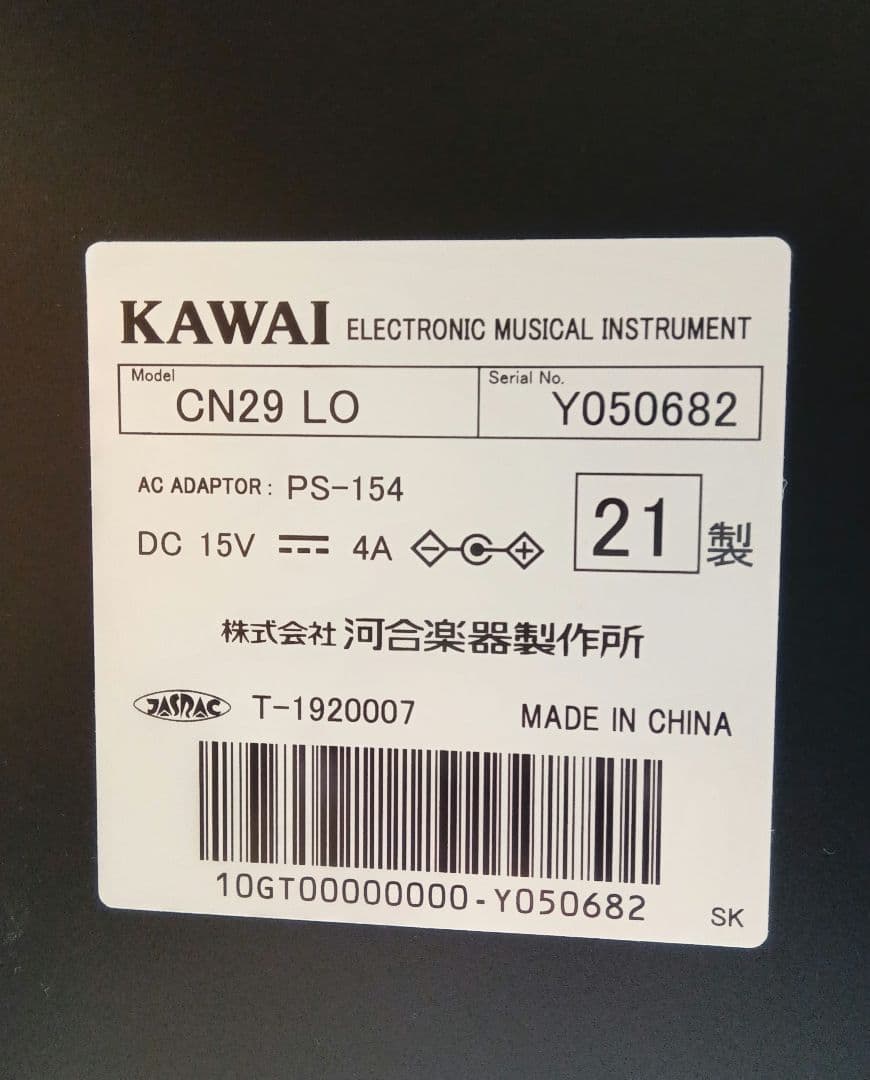 KAWAI ELECTRONIC MUSICAL INSTRUMENT
Model Serial No.
CN29 LO Y050682
AC ADAPTOR: PS-154
DC 15V 4A
21 製
株式会社 河合楽器製作所
JASRAC T-1920007 MADE IN CHINA
10GT00000000-Y050682
SK